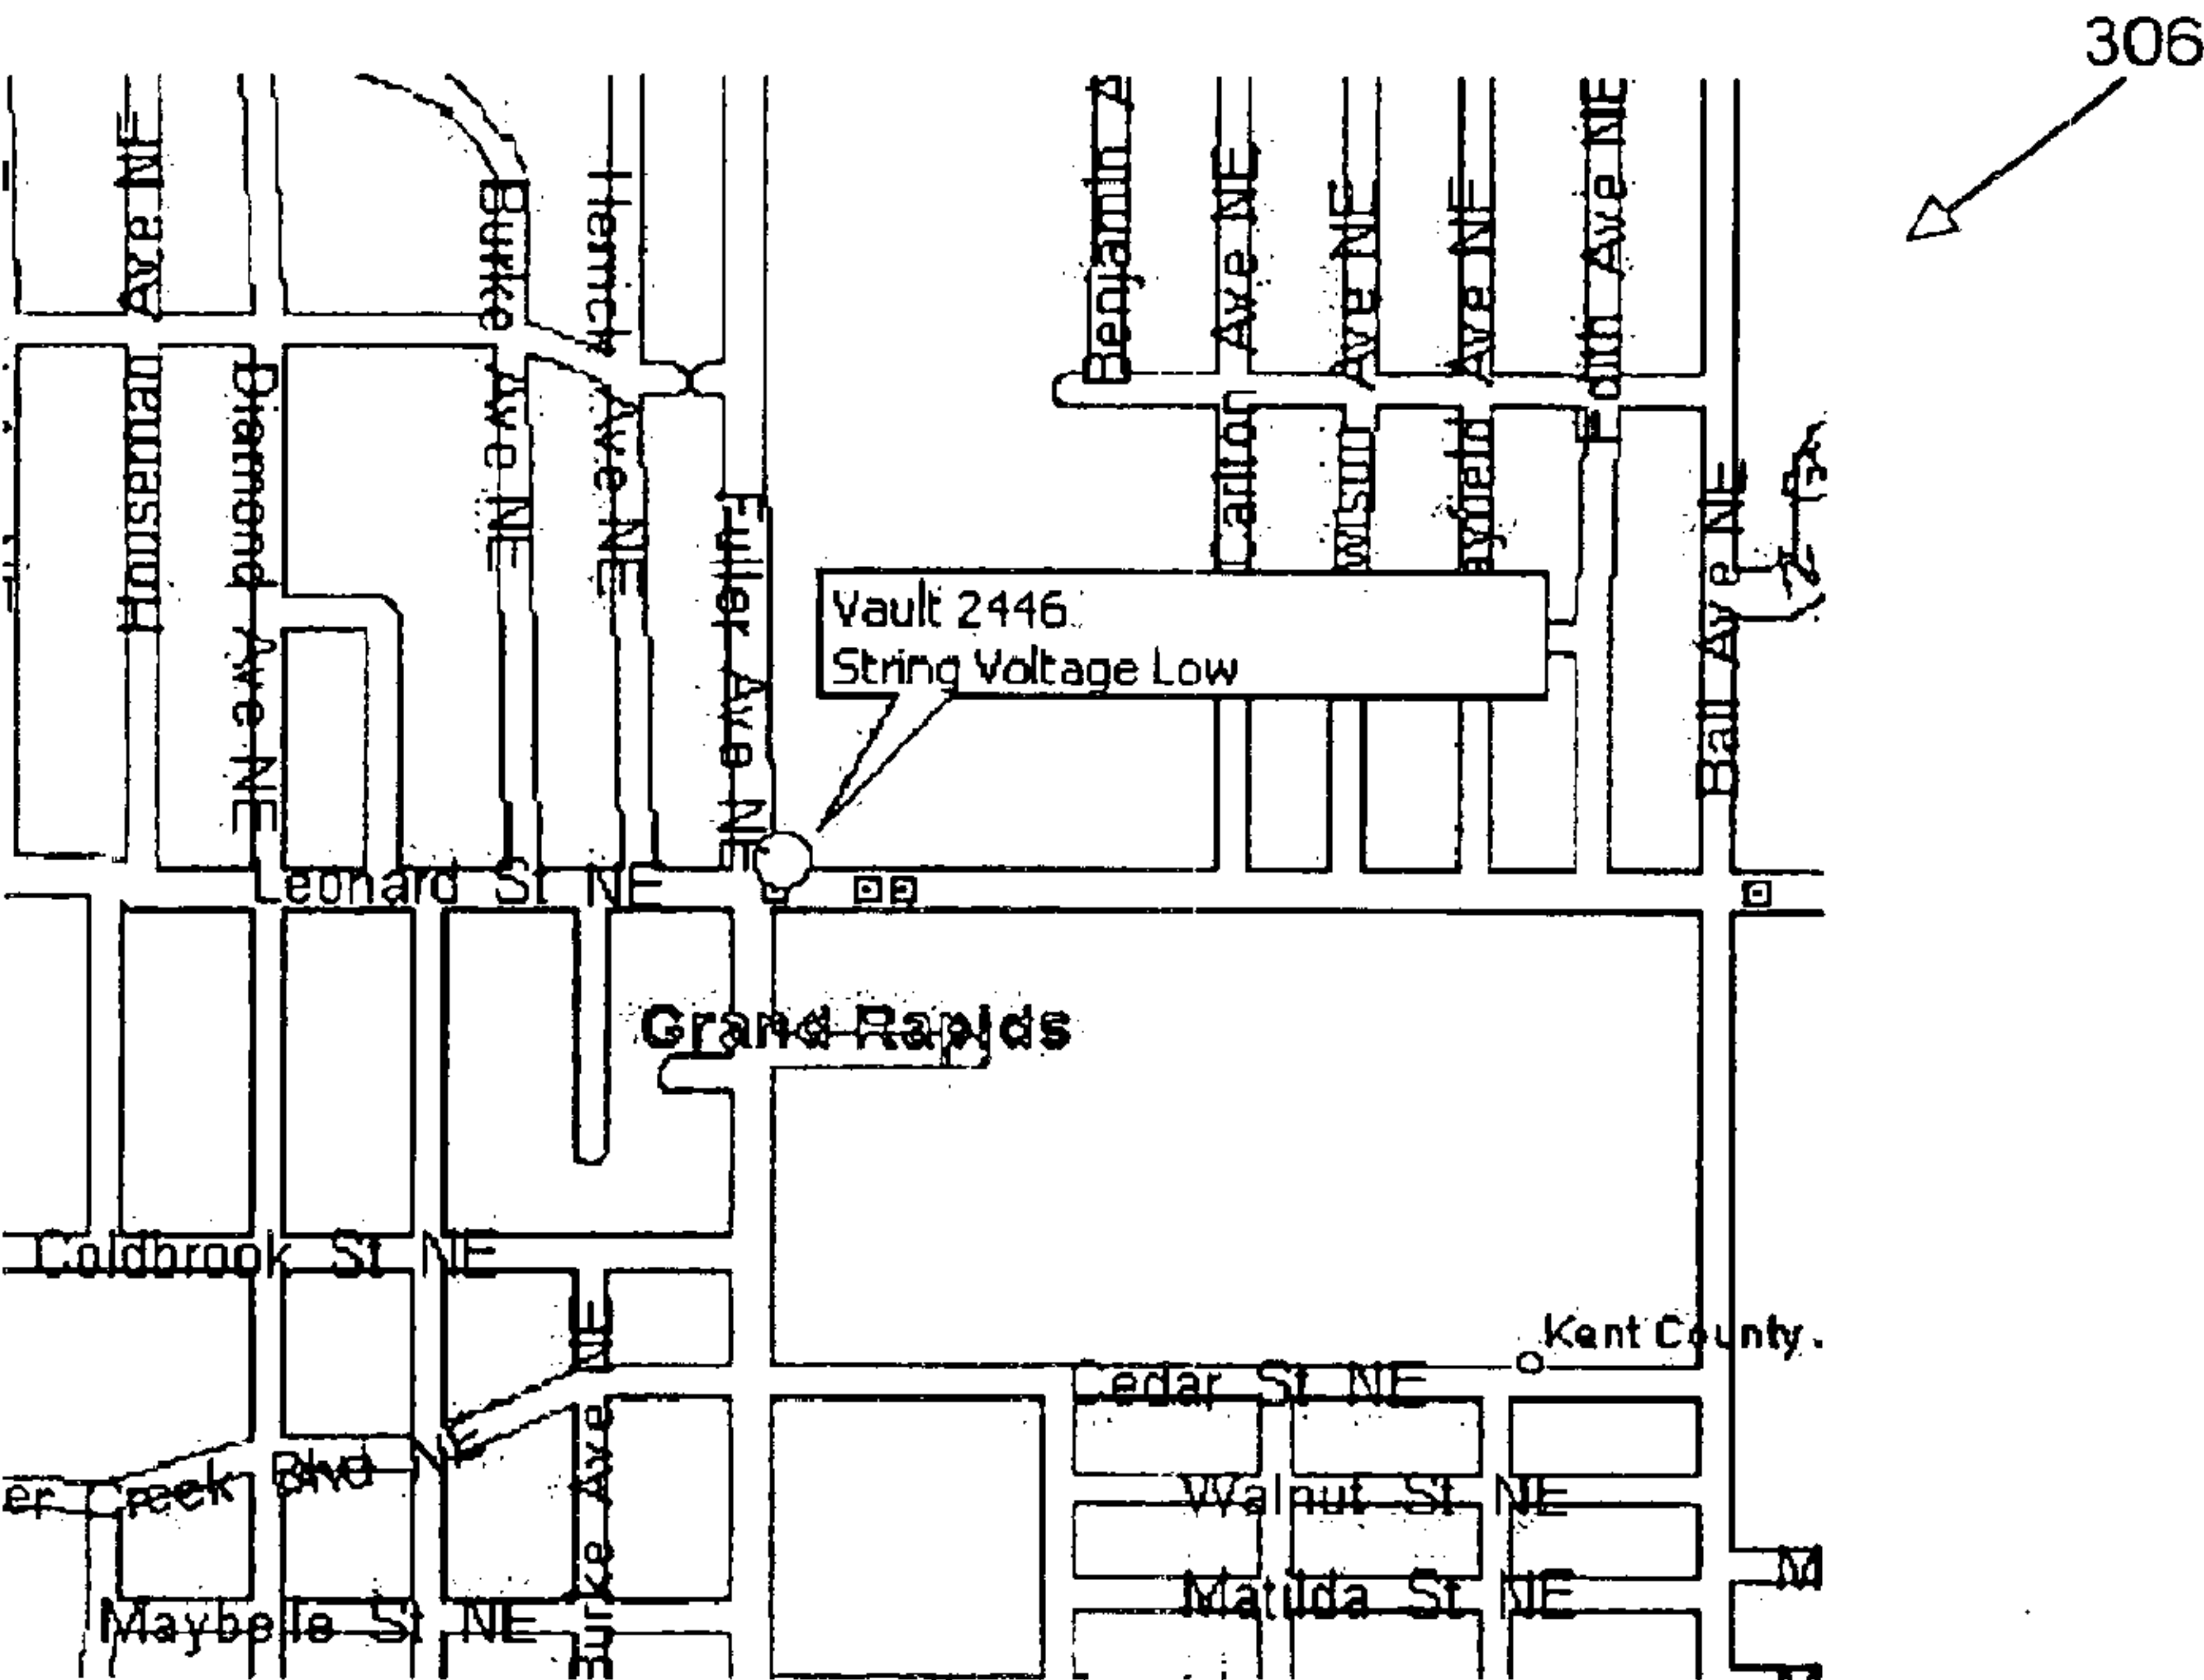 306
Ave NE
Houseman
Diamond Ave NE
Burke
Ave NE
Ave NE
Fuller Ave NE
Benjamin
Carlton
Ave NE
Ave NE
Ave NE
Ave NE
Ball Ave NE
Vault 2446
String Voltage Low
Leonard St NE
Grand Rapids
Coldbrook St NE
Kent County
Cedar St NE
Creek Blvd NE
Walnut St NE
Matilda St NE
Maybelle St NE
Burke Ave NE